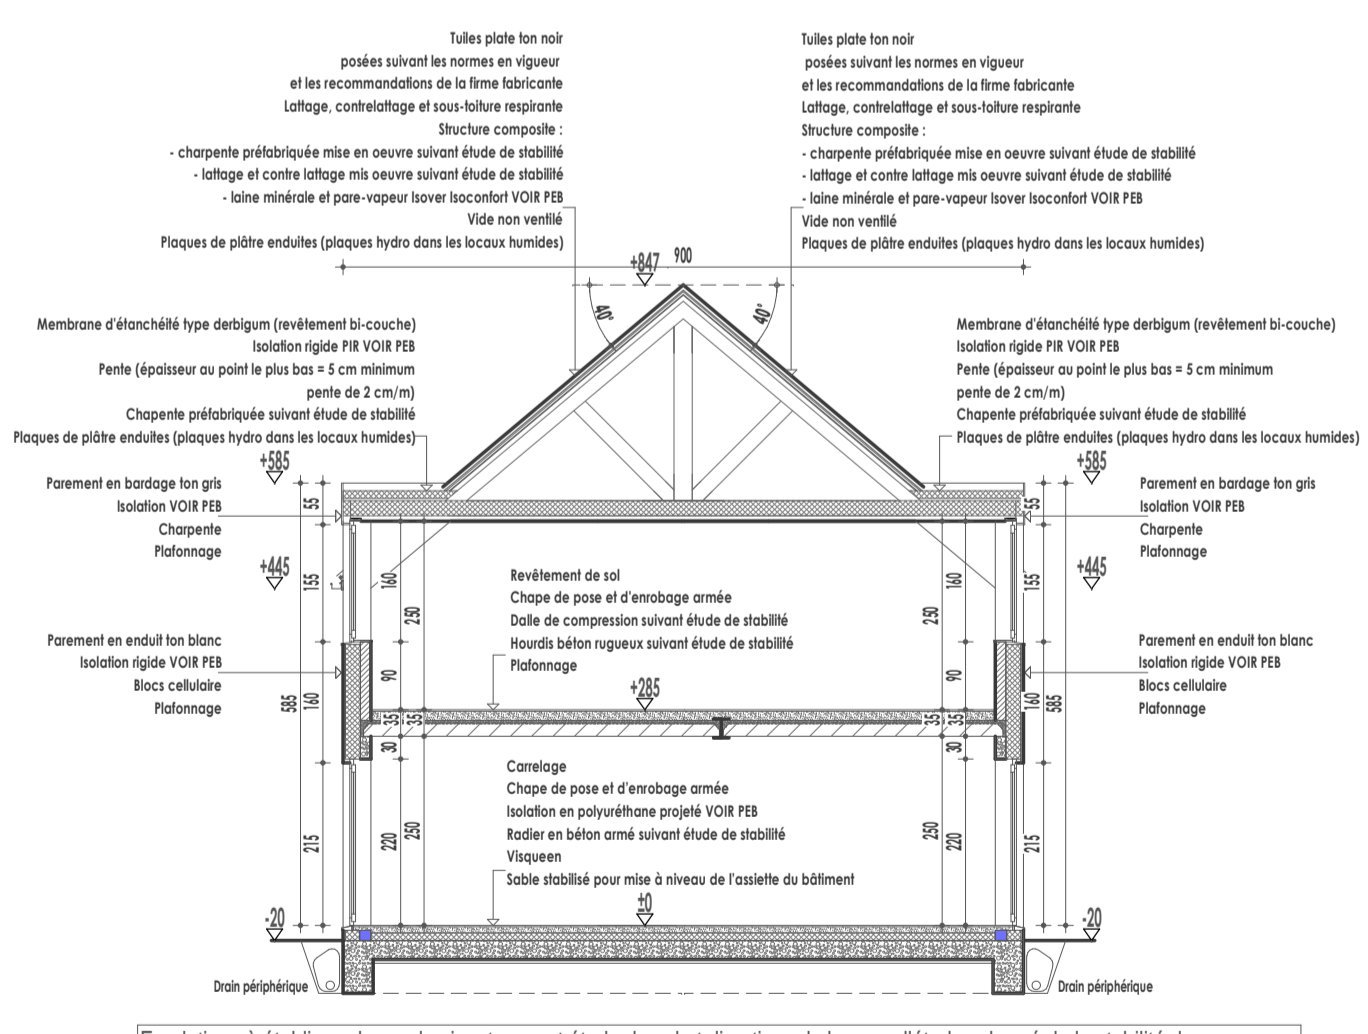 Tuiles plate ton noir
posées suivant les normes en vigueur
et les recommandations de la firme fabricante
Lattage, contrelattage et sous-toiture respirante
Structure composite :
- charpente préfabriquée mise en oeuvre suivant étude de stabilité
- lattage et contre lattage mis oeuvre suivant étude de stabilité
- laine minérale et pare-vapeur Isover Isoconfort VOIR PEB
Vide non ventilé
Plaques de plâtre enduites (plaques hydro dans les locaux humides)
Tuiles plate ton noir
posées suivant les normes en vigueur
et les recommandations de la firme fabricante
Lattage, contrelattage et sous-toiture respirante
Structure composite :
- charpente préfabriquée mise en oeuvre suivant étude de stabilité
- lattage et contre lattage mis oeuvre suivant étude de stabilité
- laine minérale et pare-vapeur Isover Isoconfort VOIR PEB
Vide non ventilé
Plaques de plâtre enduites (plaques hydro dans les locaux humides)
900
+847
40°
40°
Membrane d'étanchéité type derbigum (revêtement bi-couche)
Isolation rigide PIR VOIR PEB
Pente (épaisseur au point le plus bas = 5 cm minimum
pente de 2 cm/m)
Chapente préfabriquée suivant étude de stabilité
Plaques de plâtre enduites (plaques hydro dans les locaux humides)
Membrane d'étanchéité type derbigum (revêtement bi-couche)
Isolation rigide PIR VOIR PEB
Pente (épaisseur au point le plus bas = 5 cm minimum
pente de 2 cm/m)
Chapente préfabriquée suivant étude de stabilité
Plaques de plâtre enduites (plaques hydro dans les locaux humides)
+585
+585
Parement en bardage ton gris
Isolation VOIR PEB
Charpente
Plafonnage
55
55
Parement en bardage ton gris
Isolation VOIR PEB
Charpente
Plafonnage
+445
155
160
250
250
160
155
+445
Revêtement de sol
Chape de pose et d'enrobage armée
Dalle de compression suivant étude de stabilité
Hourdis béton rugueux suivant étude de stabilité
Plafonnage
Parement en enduit ton blanc
Isolation rigide VOIR PEB
Blocs cellulaire
Plafonnage
Parement en enduit ton blanc
Isolation rigide VOIR PEB
Blocs cellulaire
Plafonnage
585
160
90
+285
90
160
585
35
35
35
35
30
30
Carrelage
Chape de pose et d'enrobage armée
Isolation en polyuréthane projeté VOIR PEB
Radier en béton armé suivant étude de stabilité
Visqueen
Sable stabilisé pour mise à niveau de l'assiette du bâtiment
215
220
250
250
220
215
±0
-20
-20
Drain périphérique
Drain périphérique